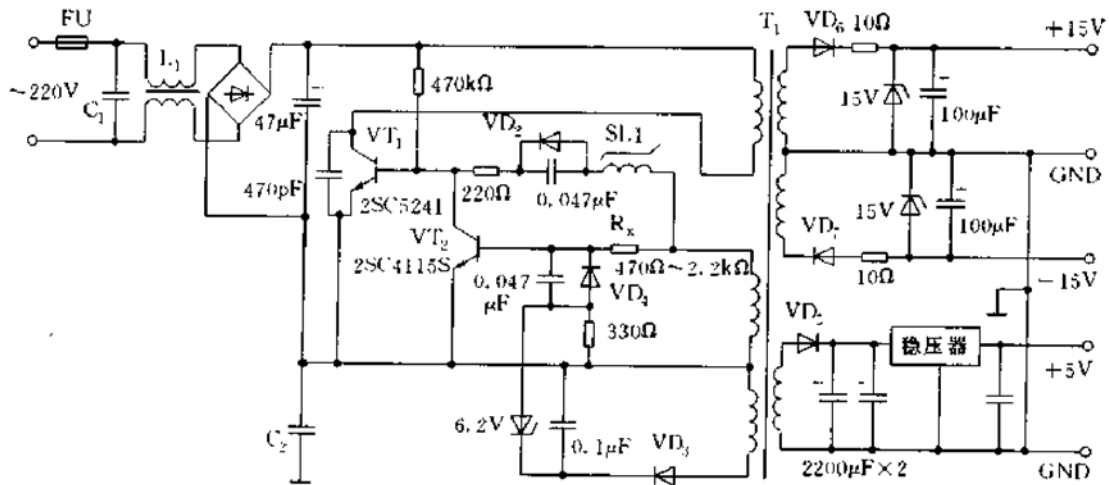 FU
~220V
C1
L1
47μF
470kΩ
VT1
470pF
2SC5241
VD2
220Ω
0.047μF
SL1
VT2
2SC4115S
0.047
μF
Rx
470Ω~2.2kΩ
VD4
330Ω
6.2V
0.1μF
VD3
C2
T1
VD6
10Ω
15V
100μF
+15V
GND
15V
100μF
VD7
10Ω
-15V
VD5
稳压器
+5V
2200μF×2
GND